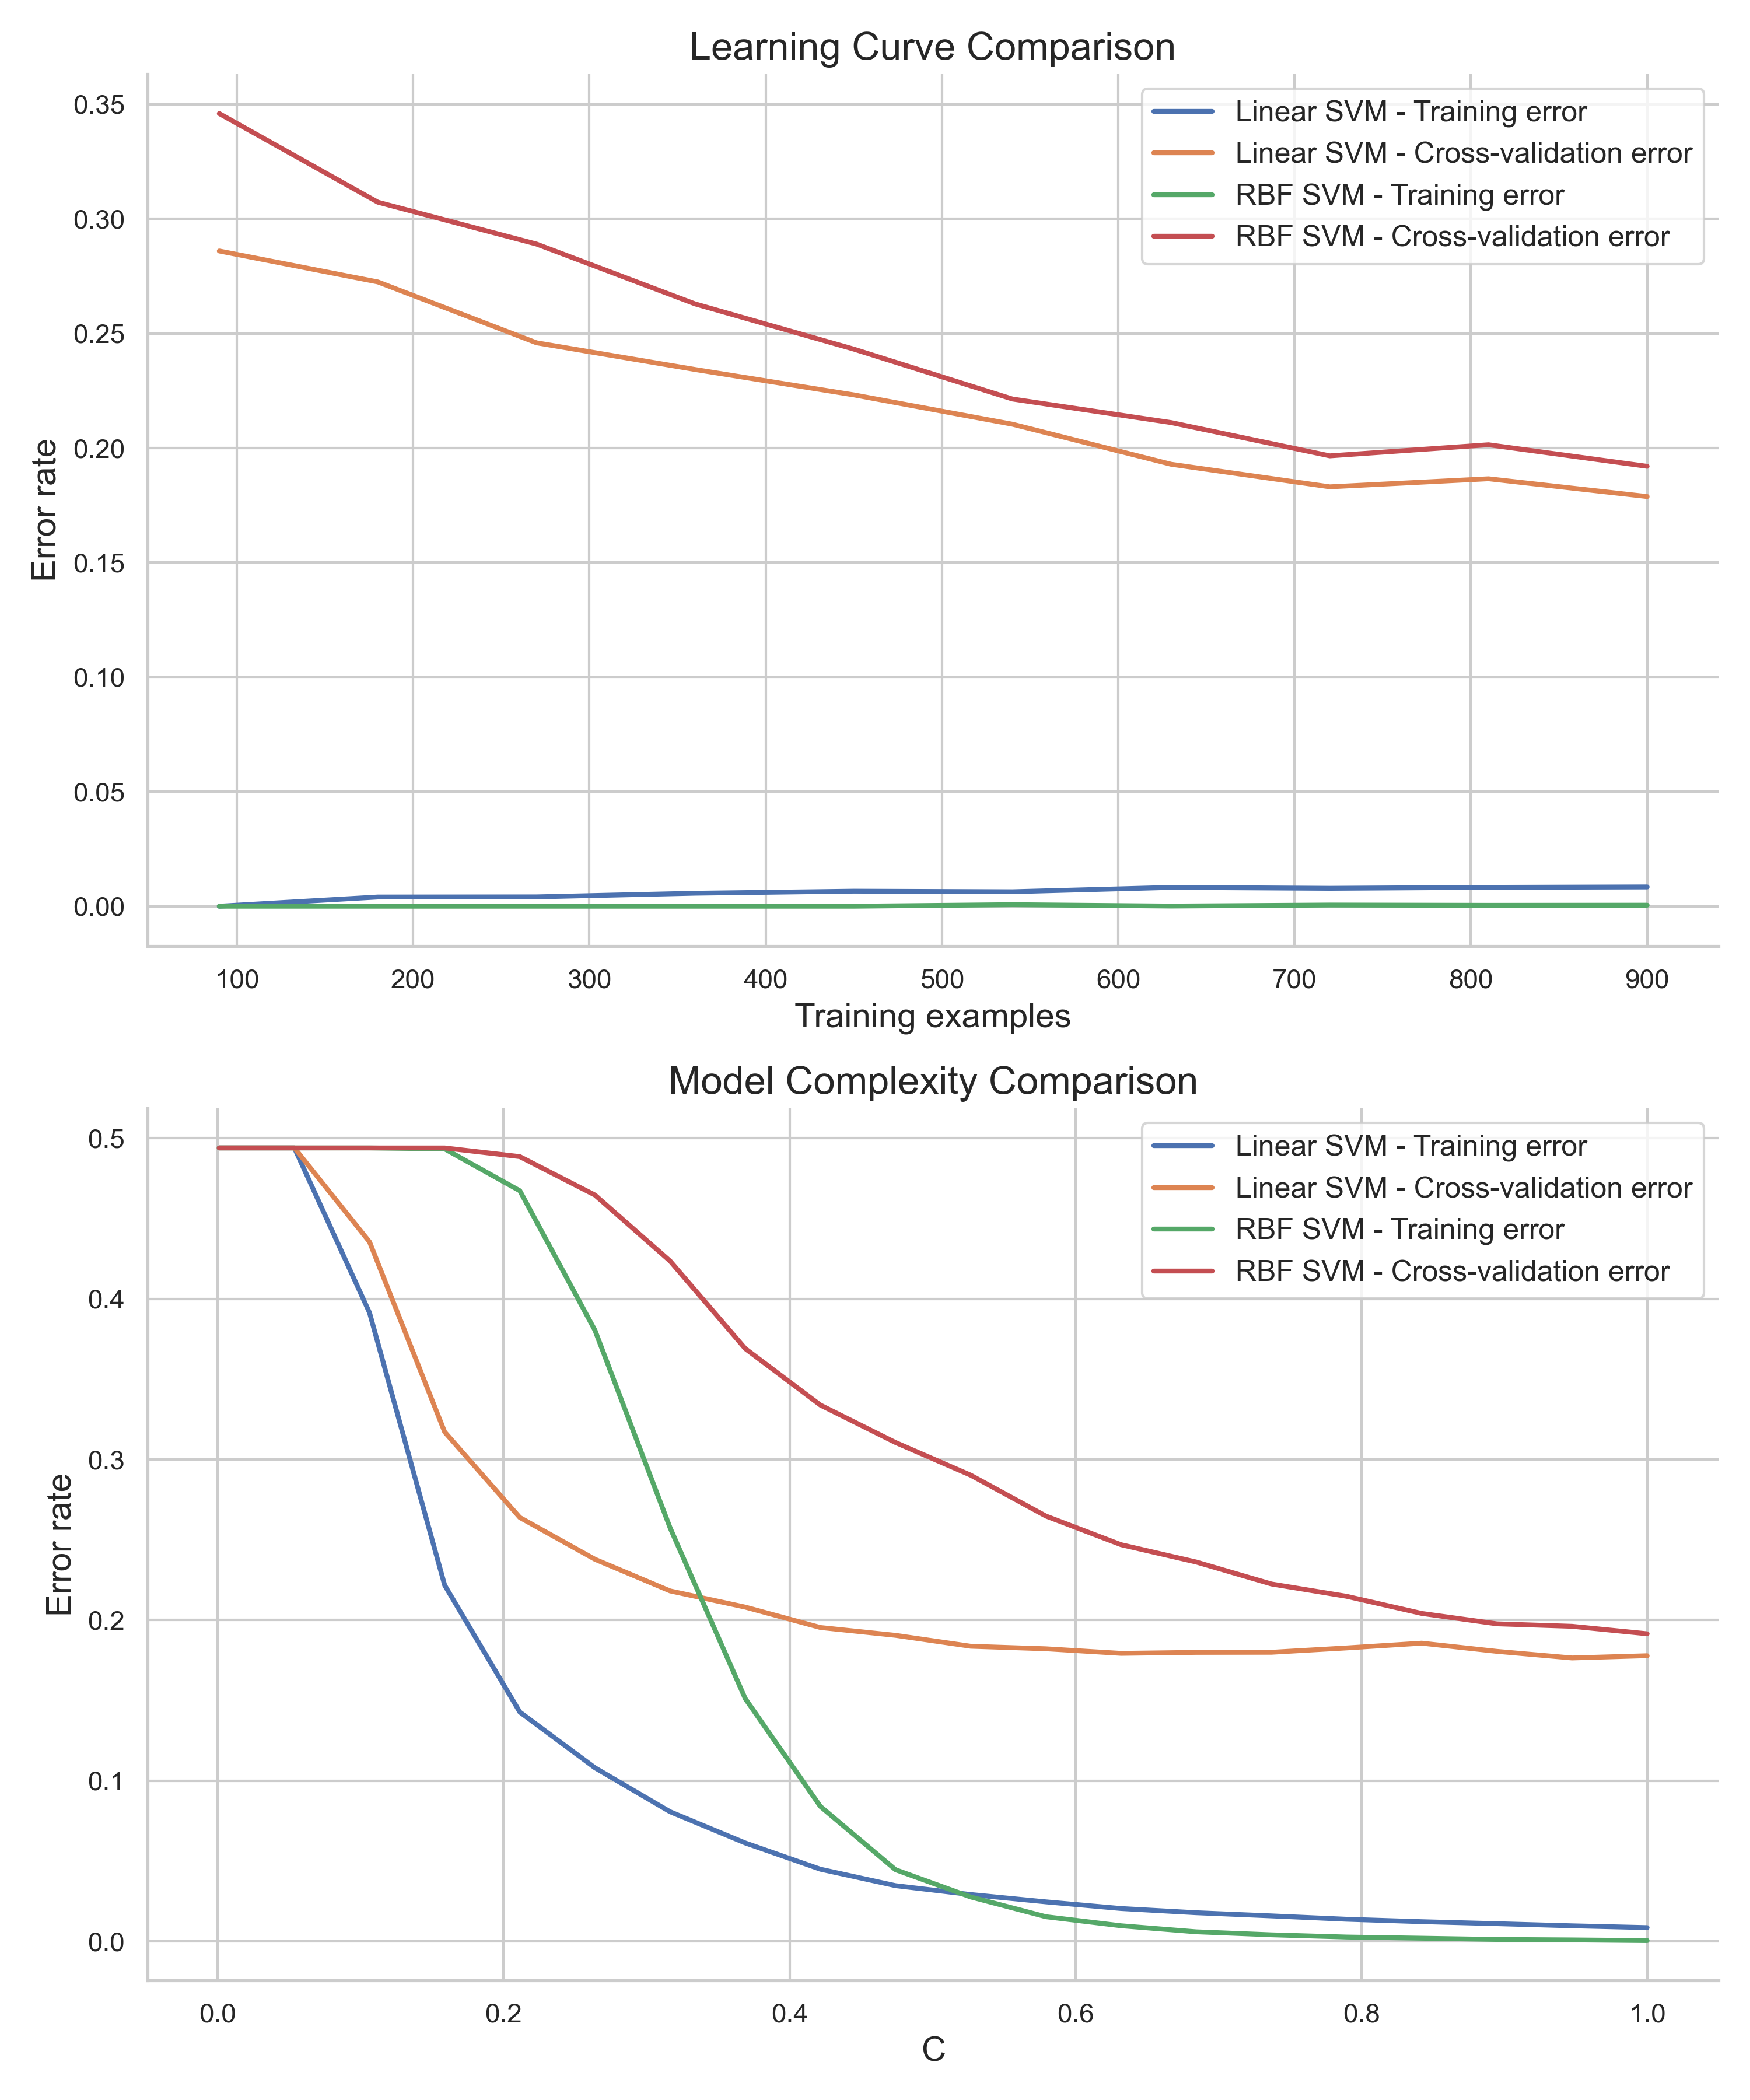 Learning Curve Comparison
Error rate
0.35
0.30
0.25
0.20
0.15
0.10
0.05
0.00
Linear SVM - Training error
Linear SVM - Cross-validation error
RBF SVM - Training error
RBF SVM - Cross-validation error
100 200 300 400 500 600 700 800 900
Training examples
Model Complexity Comparison
Error rate
0.5
0.4
0.3
0.2
0.1
0.0
Linear SVM - Training error
Linear SVM - Cross-validation error
RBF SVM - Training error
RBF SVM - Cross-validation error
0.0 0.2 0.4 0.6 0.8 1.0
C